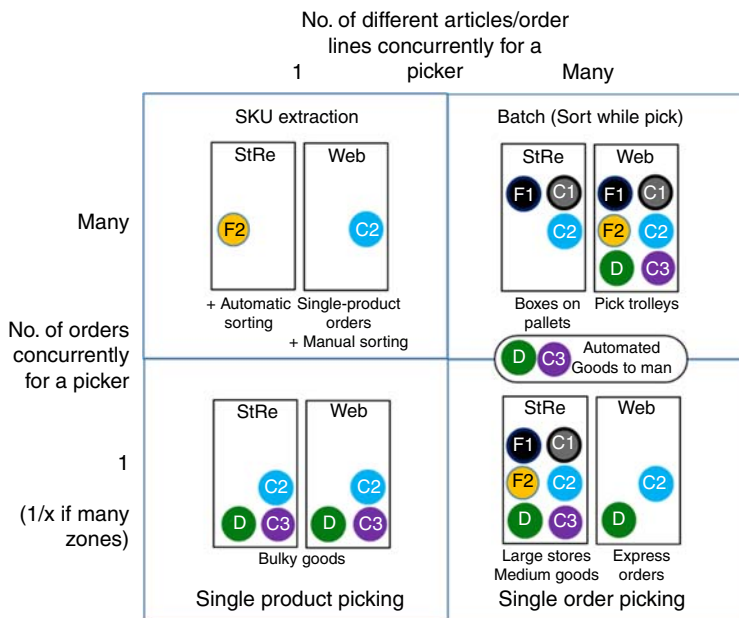 No. of different articles/order
lines concurrently for a
picker
1
Many
SKU extraction
StRe
Web
F2
C2
+ Automatic
sorting
Single-product
orders
+ Manual sorting
Batch (Sort while pick)
StRe
Web
F1
C1
C2
F1
C1
F2
C2
D
C3
Boxes on
pallets
Pick trolleys
Many
No. of orders
concurrently
for a picker
D
C3
Automated
Goods to man
1
(1/x if many
zones)
StRe
Web
C2
D
C3
C2
D
C3
Bulky goods
Single product picking
StRe
Web
F1
C1
F2
C2
D
C3
C2
D
Large stores
Medium goods
Express
orders
Single order picking